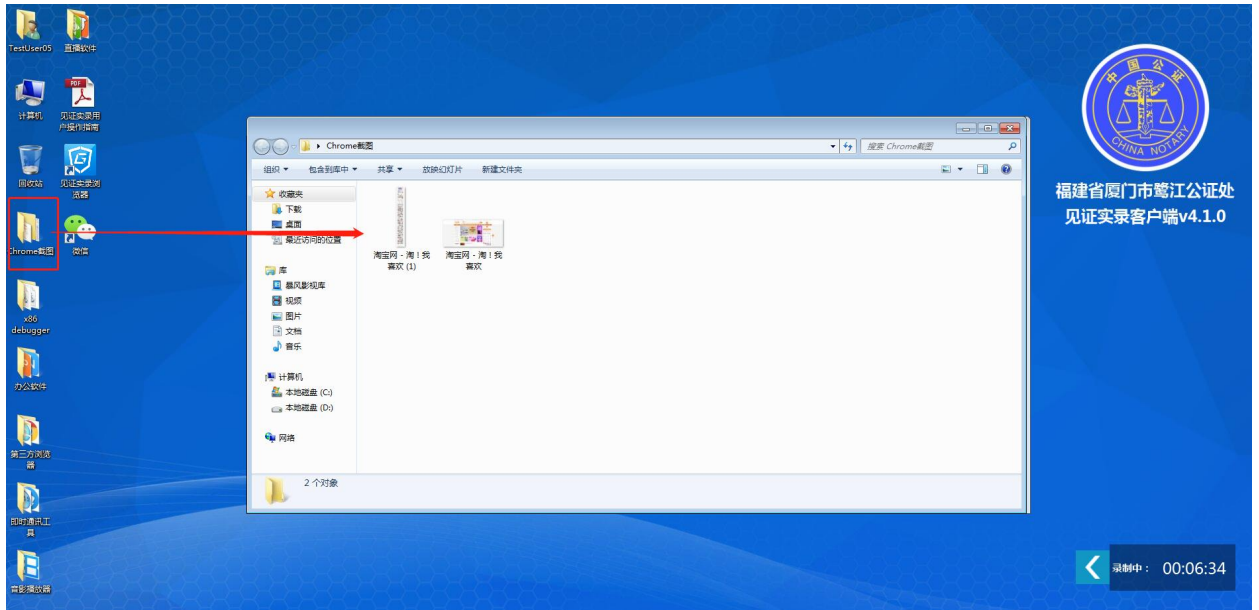 TestUser05
直播软件
计算机
PDF
见证实录用
户操作指南
回收站
见证实录浏
览器
Chrome截图
微信
x86
debugger
办公软件
第三方浏览
器
即时通讯工
具
音影播放器
Chrome截图
搜索 Chrome截图
组织
包含到库中
共享
放映幻灯片
新建文件夹
收藏夹
下载
桌面
最近访问的位置
库
暴风影视库
视频
图片
文档
音乐
计算机
本地磁盘 (C:)
本地磁盘 (D:)
网络
淘宝网 - 淘！我
喜欢 (1)
淘宝网 - 淘！我
喜欢
2 个对象
中国公证
CHINA NOTARY
福建省厦门市鹭江公证处
见证实录客户端v4.1.0
录制中： 00:06:34